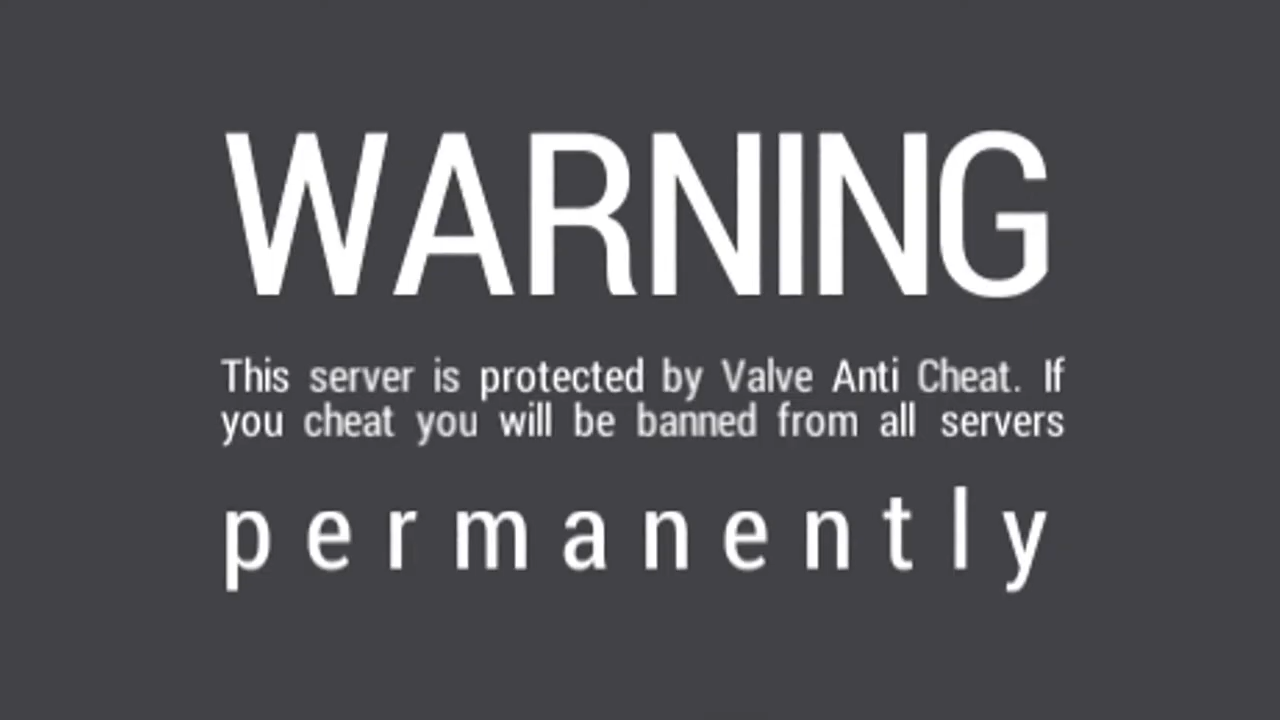 WARNING
This server is protected by Valve Anti Cheat. If
you cheat you will be banned from all servers
permanently